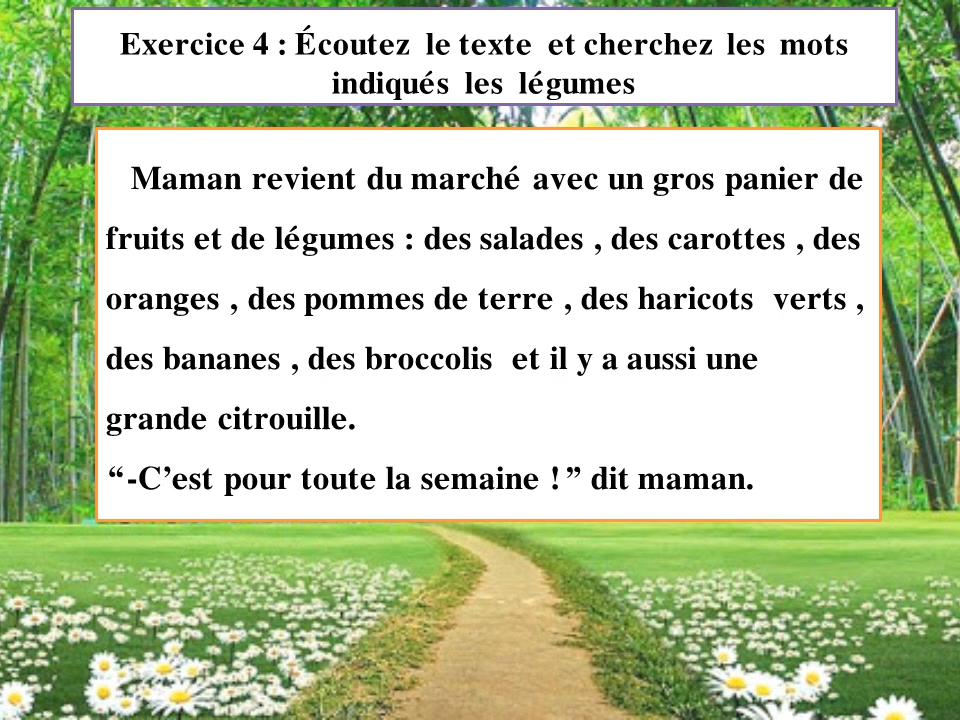 Exercice 4 : Écoutez le texte et cherchez les mots
indiqués les légumes
Maman revient du marché avec un gros panier de
fruits et de légumes : des salades , des carottes , des
oranges , des pommes de terre , des haricots verts ,
des bananes , des broccolis et il y a aussi une
grande citrouille.
“-C’est pour toute la semaine ! ” dit maman.